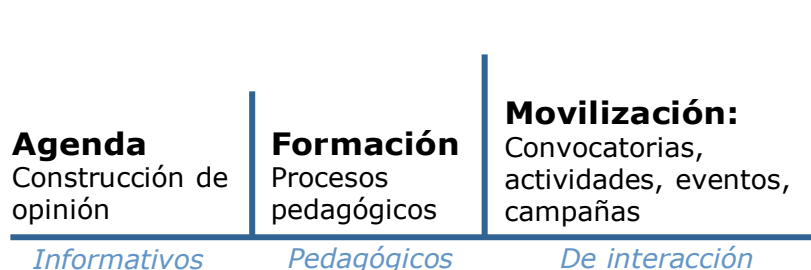 Agenda
Construcción de
opinión
Formación
Procesos
pedagógicos
Movilización:
Convocatorias,
actividades, eventos,
campañas
Informativos
Pedagógicos
De interacción